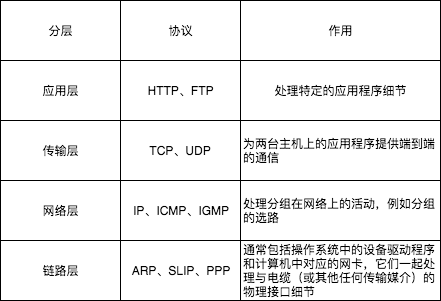 分层 协议 作用
应用层 HTTP、FTP 处理特定的应用程序细节
传输层 TCP、UDP 为两台主机上的应用程序提供端到端
的通信
网络层 IP、ICMP、IGMP 处理分组在网络上的活动，例如分组
的选路
链路层 ARP、SLIP、PPP 通常包括操作系统中的设备驱动程序
和计算机中对应的网卡，它们一起处
理与电缆（或其他任何传输媒介）的
物理接口细节